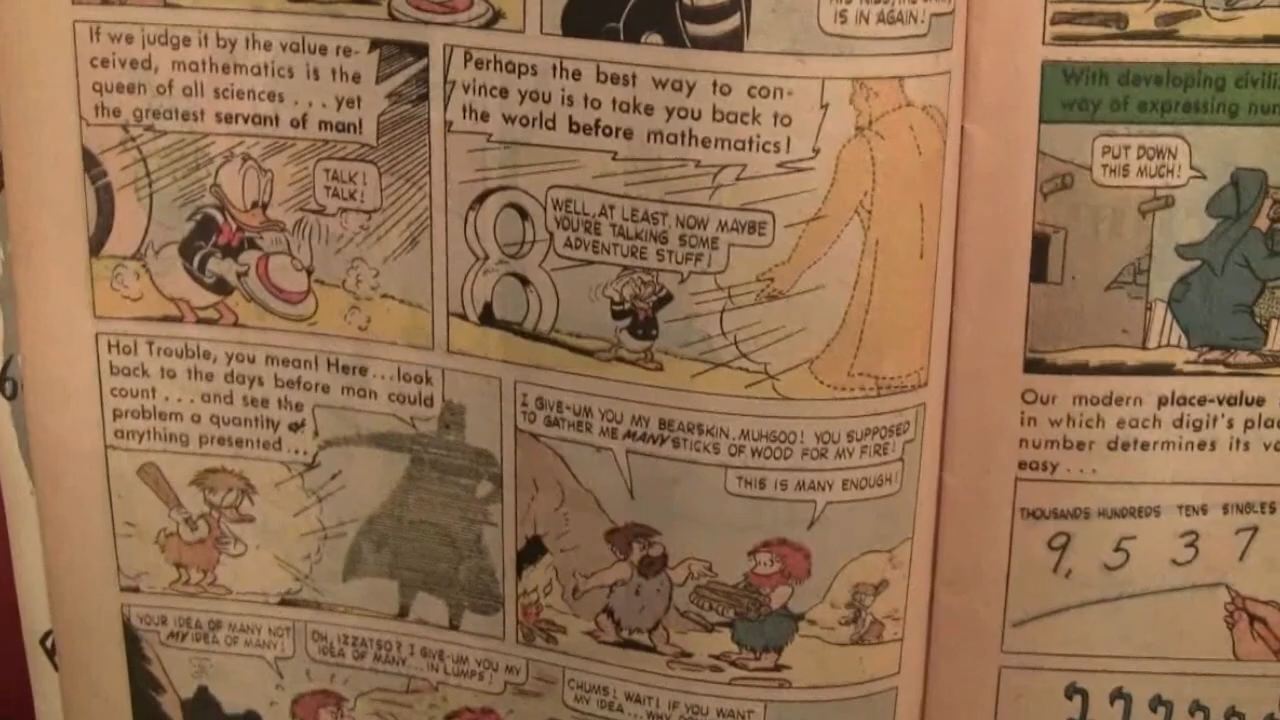 IS IN AGAIN!
If we judge it by the value re-
ceived, mathematics is the
queen of all sciences . . . yet
the greatest servant of man!
TALK!
TALK!
Perhaps the best way to con-
vince you is to take you back to
the world before mathematics!
WELL, AT LEAST, NOW MAYBE
YOU'RE TALKING SOME
ADVENTURE STUFF!
8
Ho! Trouble, you mean! Here...look
back to the days before man could
count . . . and see the
problem a quantity of
anything presented . . .
I GIVE-UM YOU MY BEARSKIN, MUHGOO! YOU SUPPOSED
TO GATHER ME MANY STICKS OF WOOD FOR MY FIRE!
THIS IS MANY ENOUGH!
YOUR IDEA OF MANY NOT
MY IDEA OF MANY!
OH, IZZATSO? I GIVE-UM YOU MY
IDEA OF MANY... IN LUMPS!
CHUMS! WAIT! IF YOU WANT
MY IDEA... WHY
With developing
way of expressing
PUT DOWN
THIS MUCH!
Our modern place-value
in which each digit's
number determines its
easy . . .
THOUSANDS HUNDREDS TENS SINGLES
9, 5 3 7
6